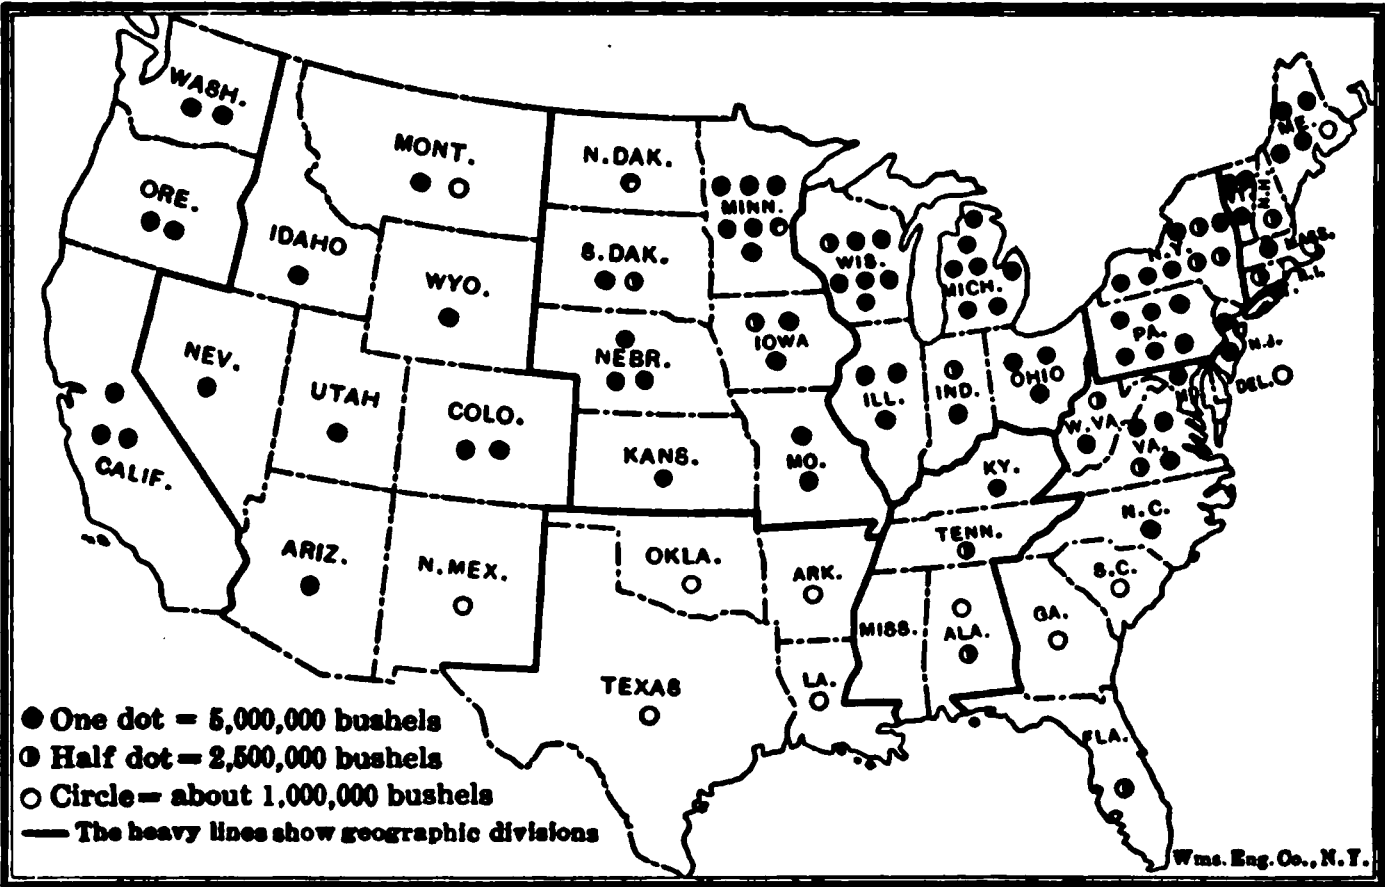 WASH.
MONT.
N.DAK.
MINN.
ME.
VT.
N.H.
ORE.
IDAHO
S.DAK.
WIS.
MICH.
N.Y.
MASS.
R.I.
WYO.
NEBR.
IOWA
PA.
N.J.
NEV.
UTAH
COLO.
ILL.
IND.
OHIO
MD.
DEL.
W.VA.
VA.
CALIF.
KANS.
MO.
KY.
N.C.
ARIZ.
N.MEX.
OKLA.
ARK.
TENN.
S.C.
MISS.
ALA.
GA.
TEXAS
LA.
FLA.
One dot = 5,000,000 bushels
Half dot = 2,500,000 bushels
Circle = about 1,000,000 bushels
The heavy lines show geographic divisions
Wms. Eng. Co., N.Y.